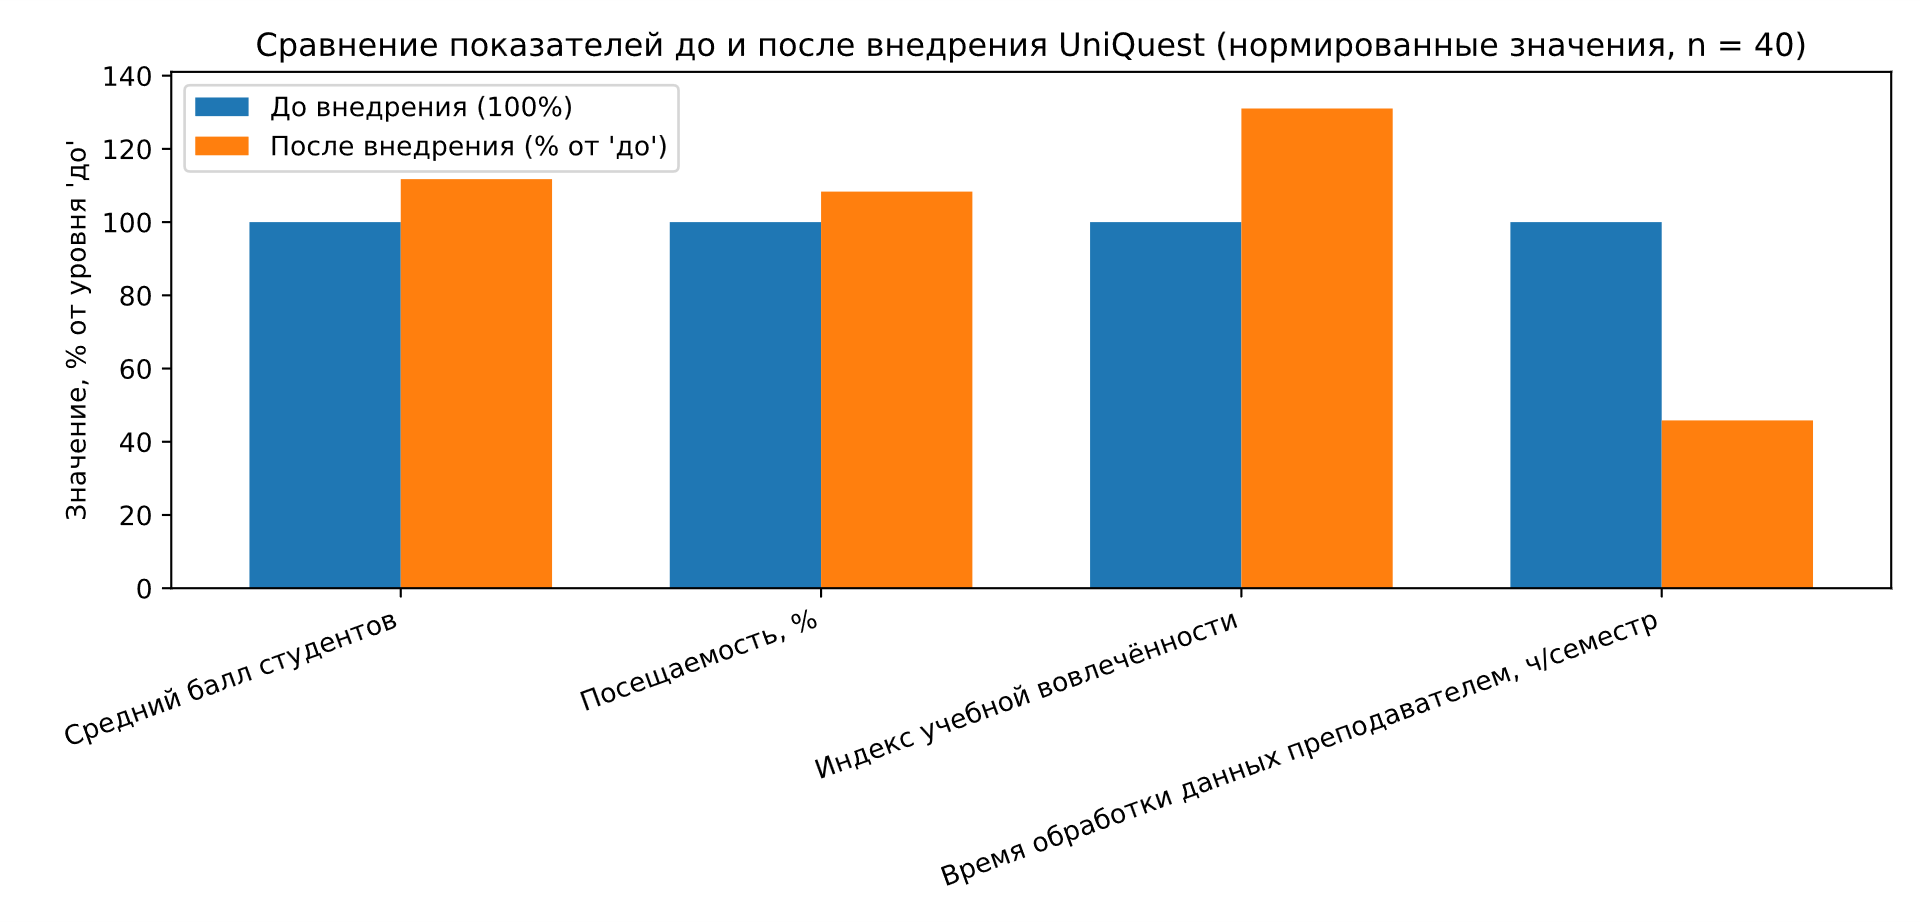 Сравнение показателей до и после внедрения UniQuest (нормированные значения, n = 40)
До внедрения (100%)
После внедрения (% от 'до')
Значение, % от уровня 'до'
140
120
100
80
60
40
20
0
Средний балл студентов
Посещаемость, %
Индекс учебной вовлечённости
Время обработки данных преподавателем, ч/семестр